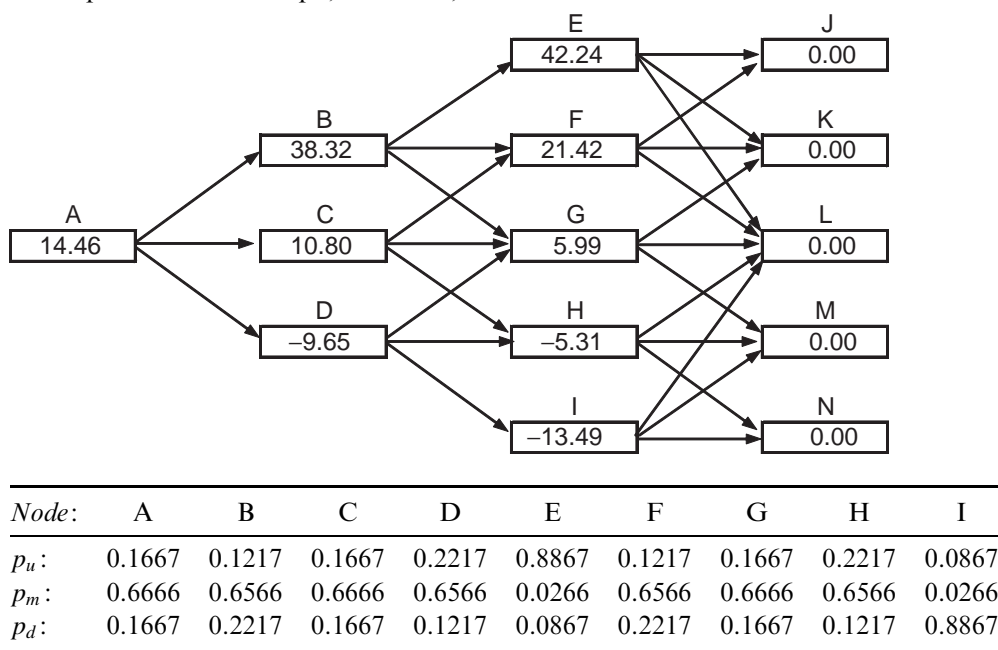 E J
42.24 0.00
B F K
38.32 21.42 0.00
A C G L
14.46 10.80 5.99 0.00
D H M
−9.65 −5.31 0.00
I N
−13.49 0.00
Node: A B C D E F G H I
pu: 0.1667 0.1217 0.1667 0.2217 0.8867 0.1217 0.1667 0.2217 0.0867
pm: 0.6666 0.6566 0.6666 0.6566 0.0266 0.6566 0.6666 0.6566 0.0266
pd: 0.1667 0.2217 0.1667 0.1217 0.0867 0.2217 0.1667 0.1217 0.8867